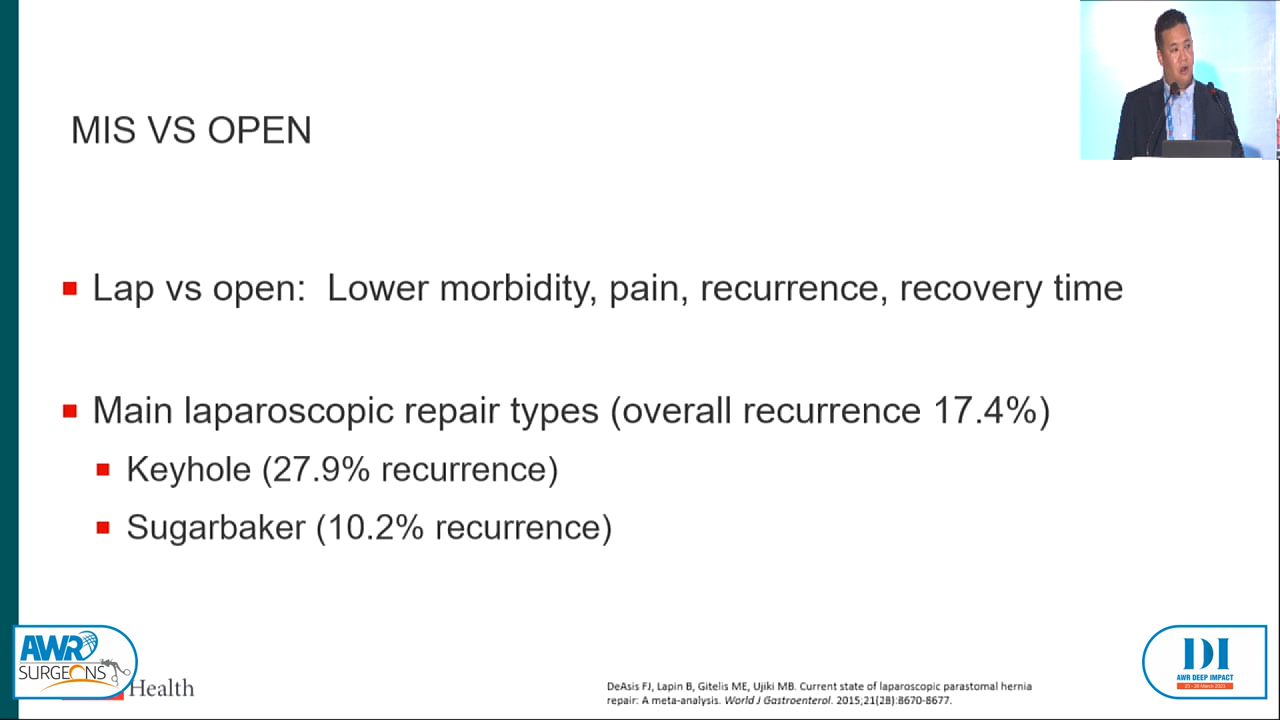 MIS VS OPEN
Lap vs open: Lower morbidity, pain, recurrence, recovery time
Main laparoscopic repair types (overall recurrence 17.4%)
Keyhole (27.9% recurrence)
Sugarbaker (10.2% recurrence)
AWR
SURGEONS
Health
DeAsis FJ, Lapin B, Gitelis ME, Ujiki MB. Current state of laparoscopic parastomal hernia
repair: A meta-analysis. World J Gastroenterol. 2015;21(28):8670-8677.
DI
AWR DEEP IMPACT